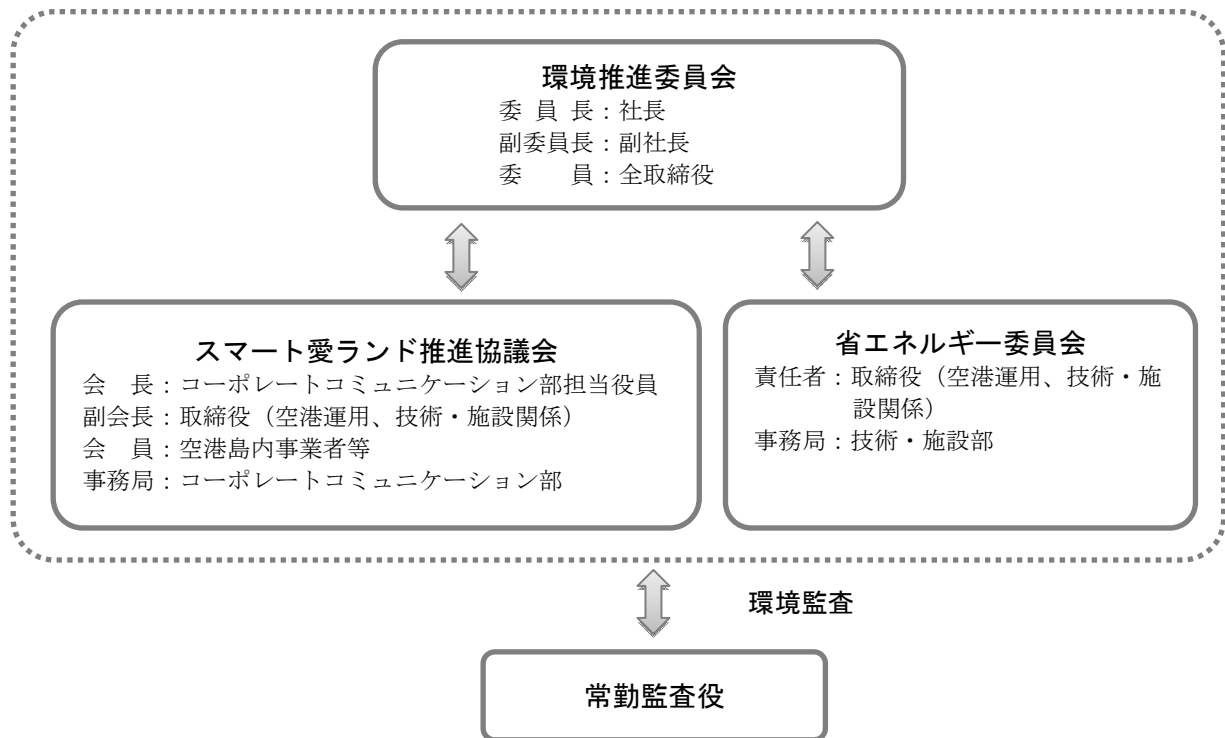 環境推進委員会
委 員 長：社長
副委員長：副社長
委　　員：全取締役
スマート愛ランド推進協議会
会　長：コーポレートコミュニケーション部担当役員
副会長：取締役（空港運用、技術・施設関係）
会　員：空港島内事業者等
事務局：コーポレートコミュニケーション部
省エネルギー委員会
責任者：取締役（空港運用、技術・施
設関係）
事務局：技術・施設部
環境監査
常勤監査役